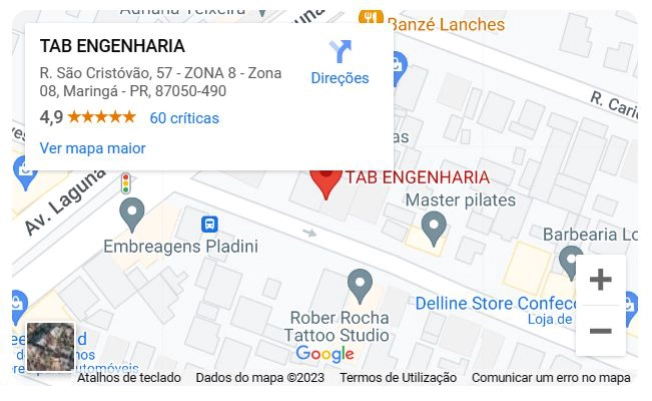 Adriana Teixeira
Banzé Lanches
TAB ENGENHARIA
R. São Cristóvão, 57 - ZONA 8 - Zona
08, Maringá - PR, 87050-490
Direções
4,9 60 críticas
Ver mapa maior
as
TAB ENGENHARIA
Master pilates
Av. Laguna
Embreagens Pladini
Barbearia Lo
Delline Store Confecc
Loja de
Rober Rocha
Tattoo Studio
Google
Atalhos de teclado Dados do mapa ©2023 Termos de Utilização Comunicar um erro no mapa